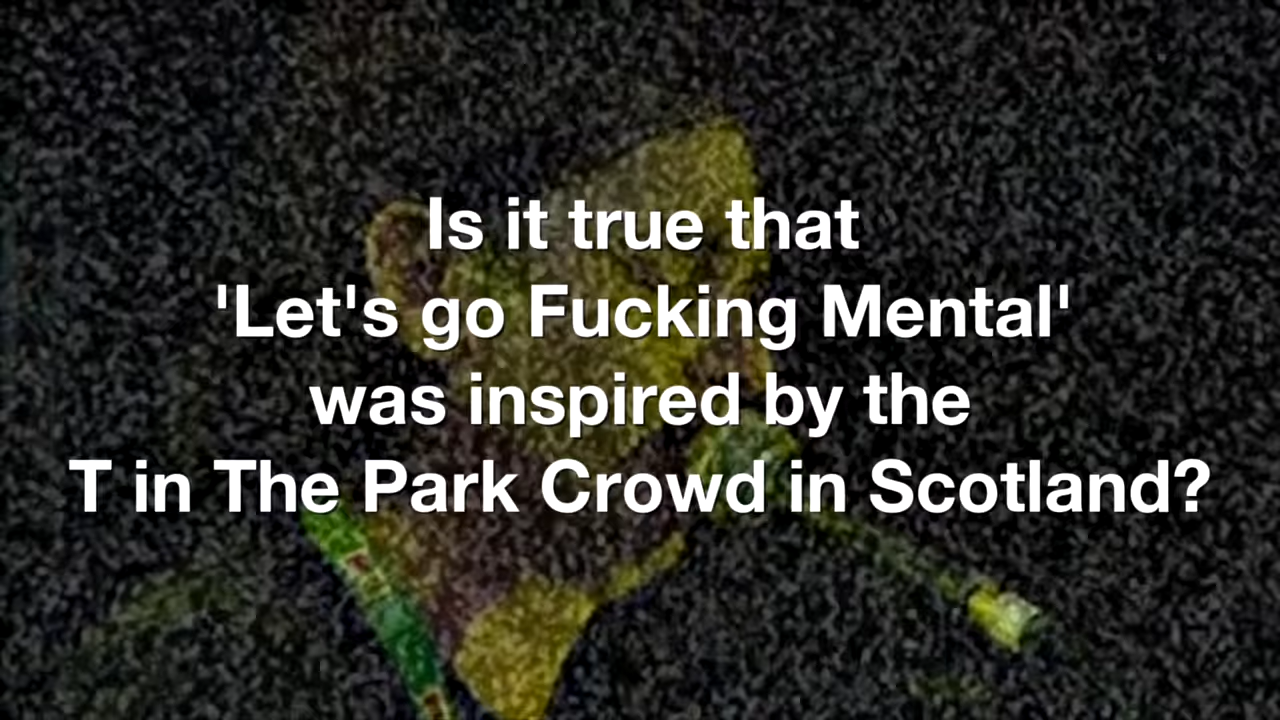 Is it true that
'Let's go Fucking Mental'
was inspired by the
T in The Park Crowd in Scotland?